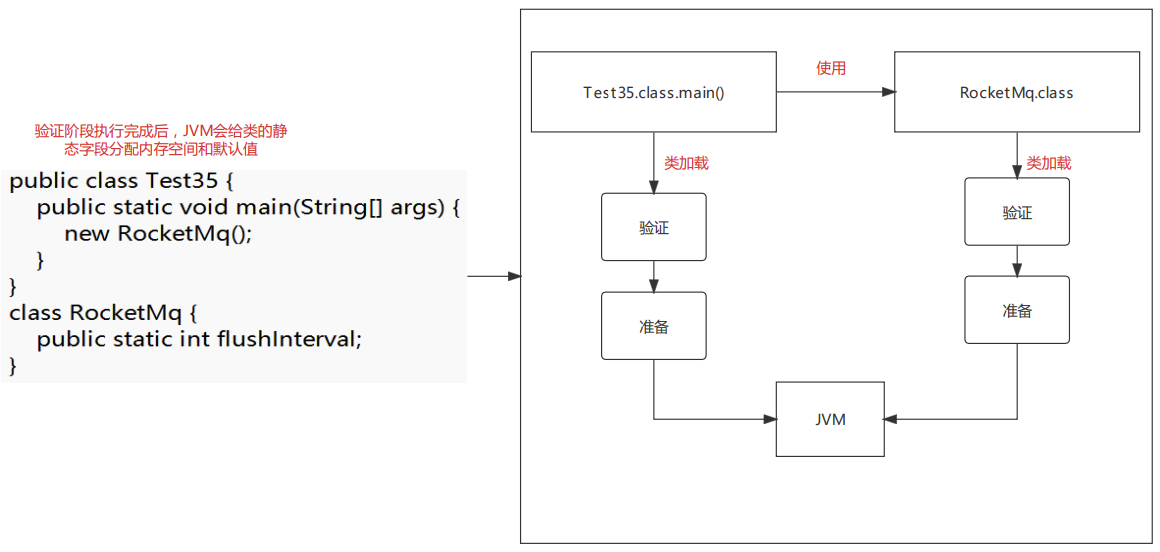 验证阶段执行完成后，JVM会给类的静
态字段分配内存空间和默认值
public class Test35 {
public static void main(String[] args) {
new RocketMq();
}
}
class RocketMq {
public static int flushInterval;
}
Test35.class.main()
使用
RocketMq.class
类加载
类加载
验证
验证
准备
准备
JVM